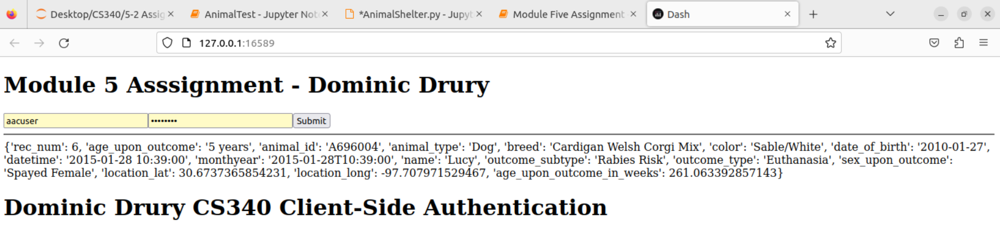 Desktop/CS340/5-2 Assig
AnimalTest - Jupyter Not
*AnimalShelter.py - Jupyt
Module Five Assignment
Dash
127.0.0.1:16589
Module 5 Asssignment - Dominic Drury
aacuser •••••••• Submit
{'rec_num': 6, 'age_upon_outcome': '5 years', 'animal_id': 'A696004', 'animal_type': 'Dog', 'breed': 'Cardigan Welsh Corgi Mix', 'color': 'Sable/White', 'date_of_birth': '2010-01-27',
'datetime': '2015-01-28 10:39:00', 'monthyear': '2015-01-28T10:39:00', 'name': 'Lucy', 'outcome_subtype': 'Rabies Risk', 'outcome_type': 'Euthanasia', 'sex_upon_outcome':
'Spayed Female', 'location_lat': 30.6737365854231, 'location_long': -97.707971529467, 'age_upon_outcome_in_weeks': 261.063392857143}
Dominic Drury CS340 Client-Side Authentication